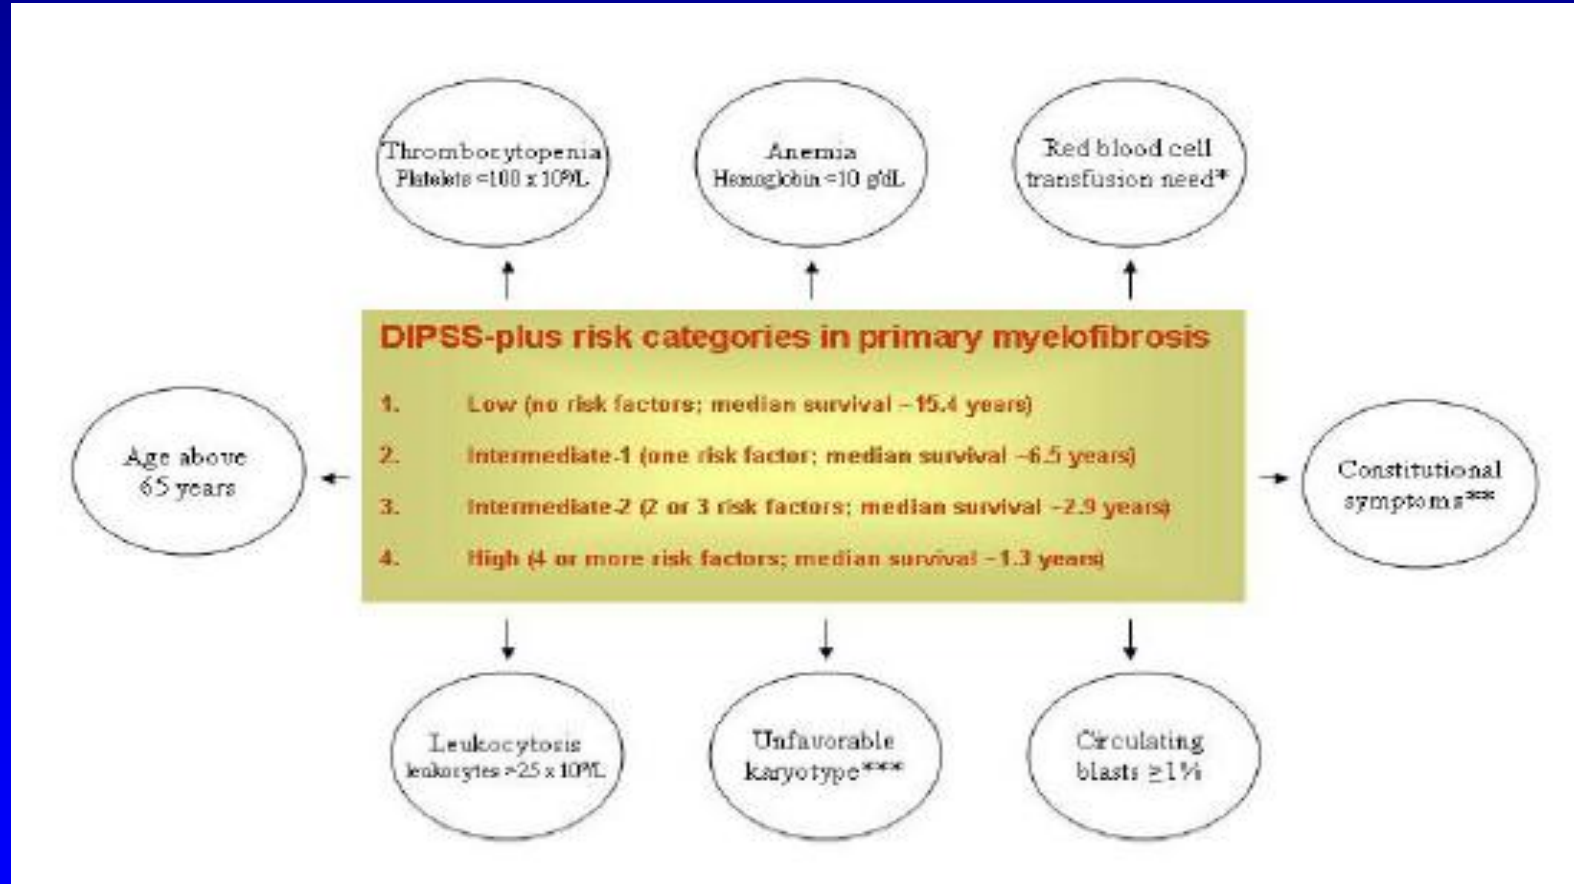 Thrombocytopenia
Platelets <100 x 10⁹/L
Anemia
Hemoglobin <10 g/dL
Red blood cell
transfusion need*
DIPSS-plus risk categories in primary myelofibrosis
1. Low (no risk factors; median survival ~15.4 years)
2. Intermediate-1 (one risk factor; median survival ~6.5 years)
3. Intermediate-2 (2 or 3 risk factors; median survival ~2.9 years)
4. High (4 or more risk factors; median survival ~1.3 years)
Age above
65 years
Constitutional
symptoms**
Leukocytosis
leukocytes >25 x 10⁹/L
Unfavorable
karyotype***
Circulating
blasts ≥1%